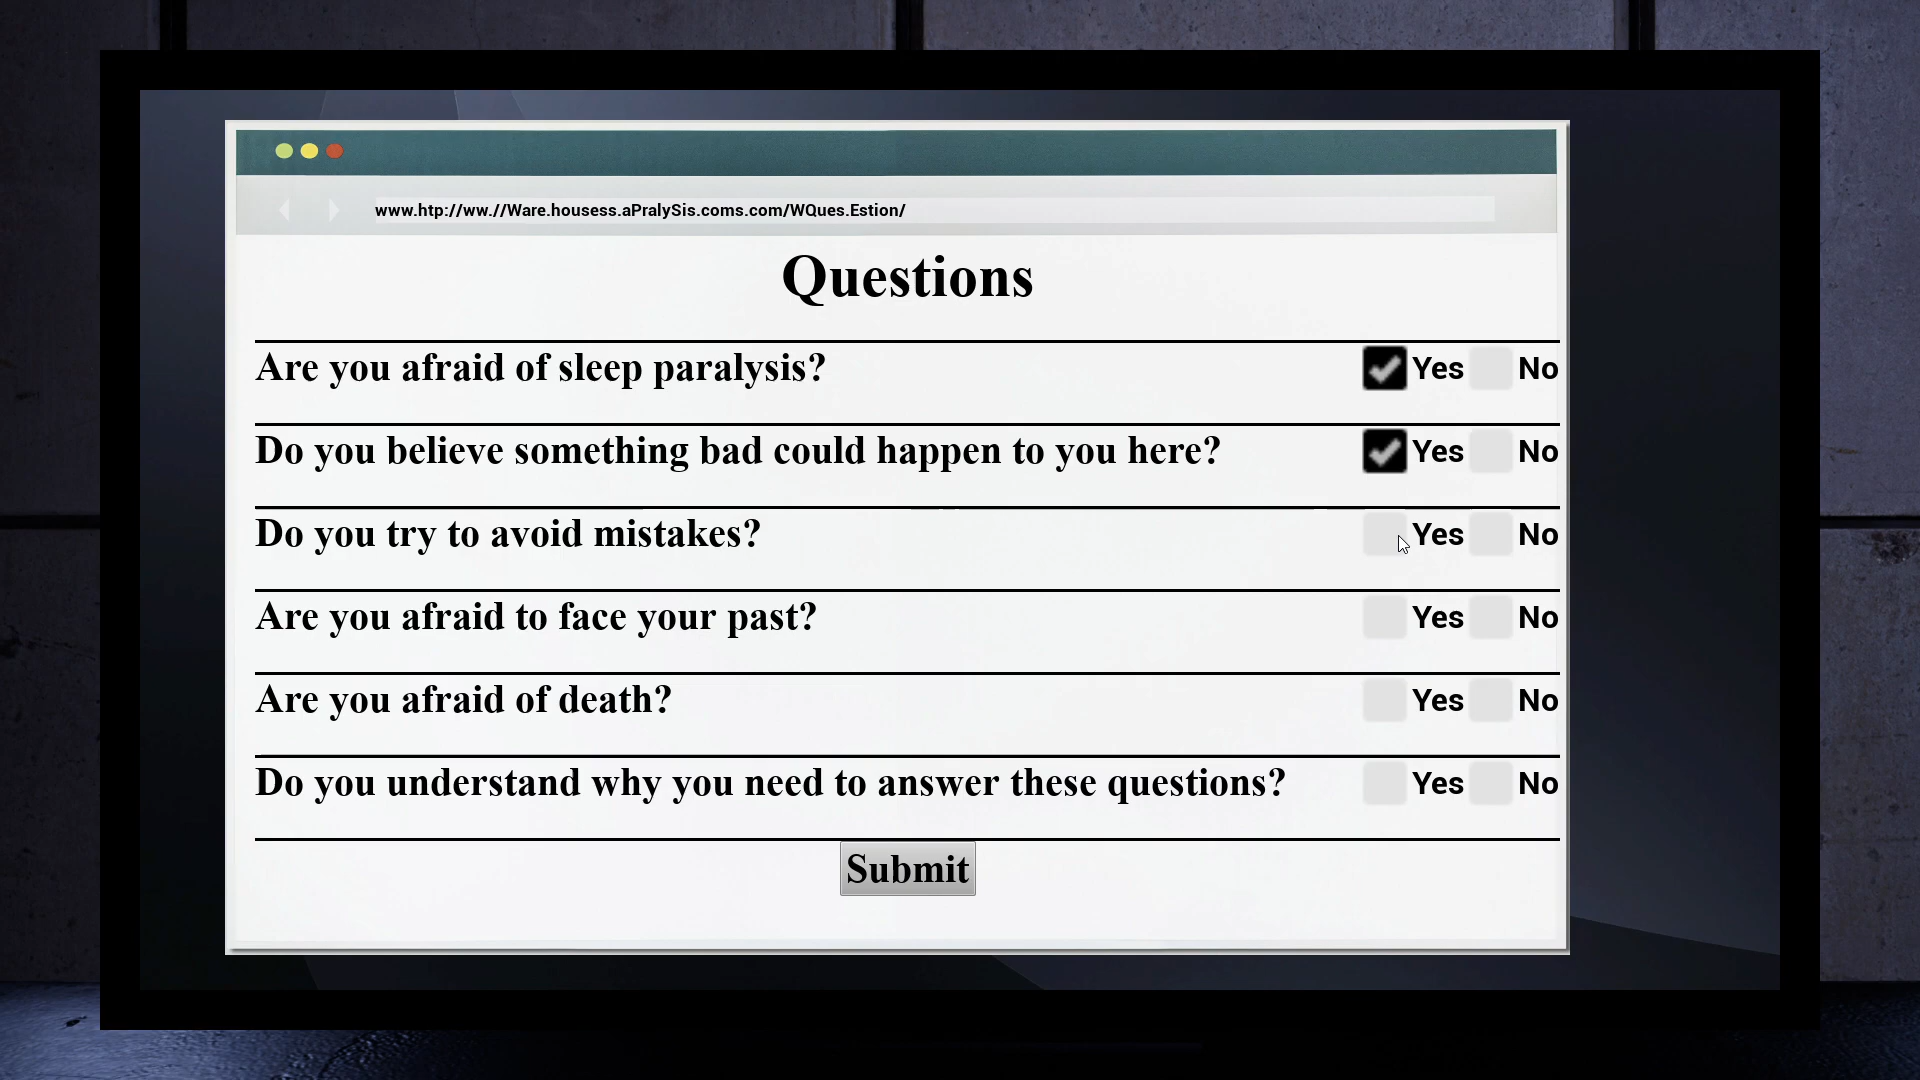 www.htp://ww.//Ware.housess.aPralySis.coms.com/WQues.Estion/
Questions
Are you afraid of sleep paralysis? Yes No
Do you believe something bad could happen to you here? Yes No
Do you try to avoid mistakes? Yes No
Are you afraid to face your past? Yes No
Are you afraid of death? Yes No
Do you understand why you need to answer these questions? Yes No
Submit